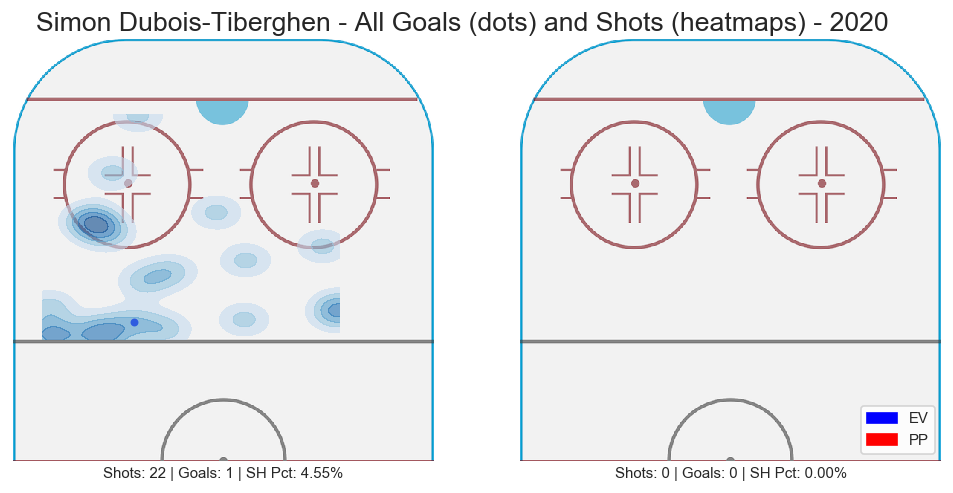 Simon Dubois-Tiberghen - All Goals (dots) and Shots (heatmaps) - 2020
EV
PP
Shots: 22 | Goals: 1 | SH Pct: 4.55%
Shots: 0 | Goals: 0 | SH Pct: 0.00%